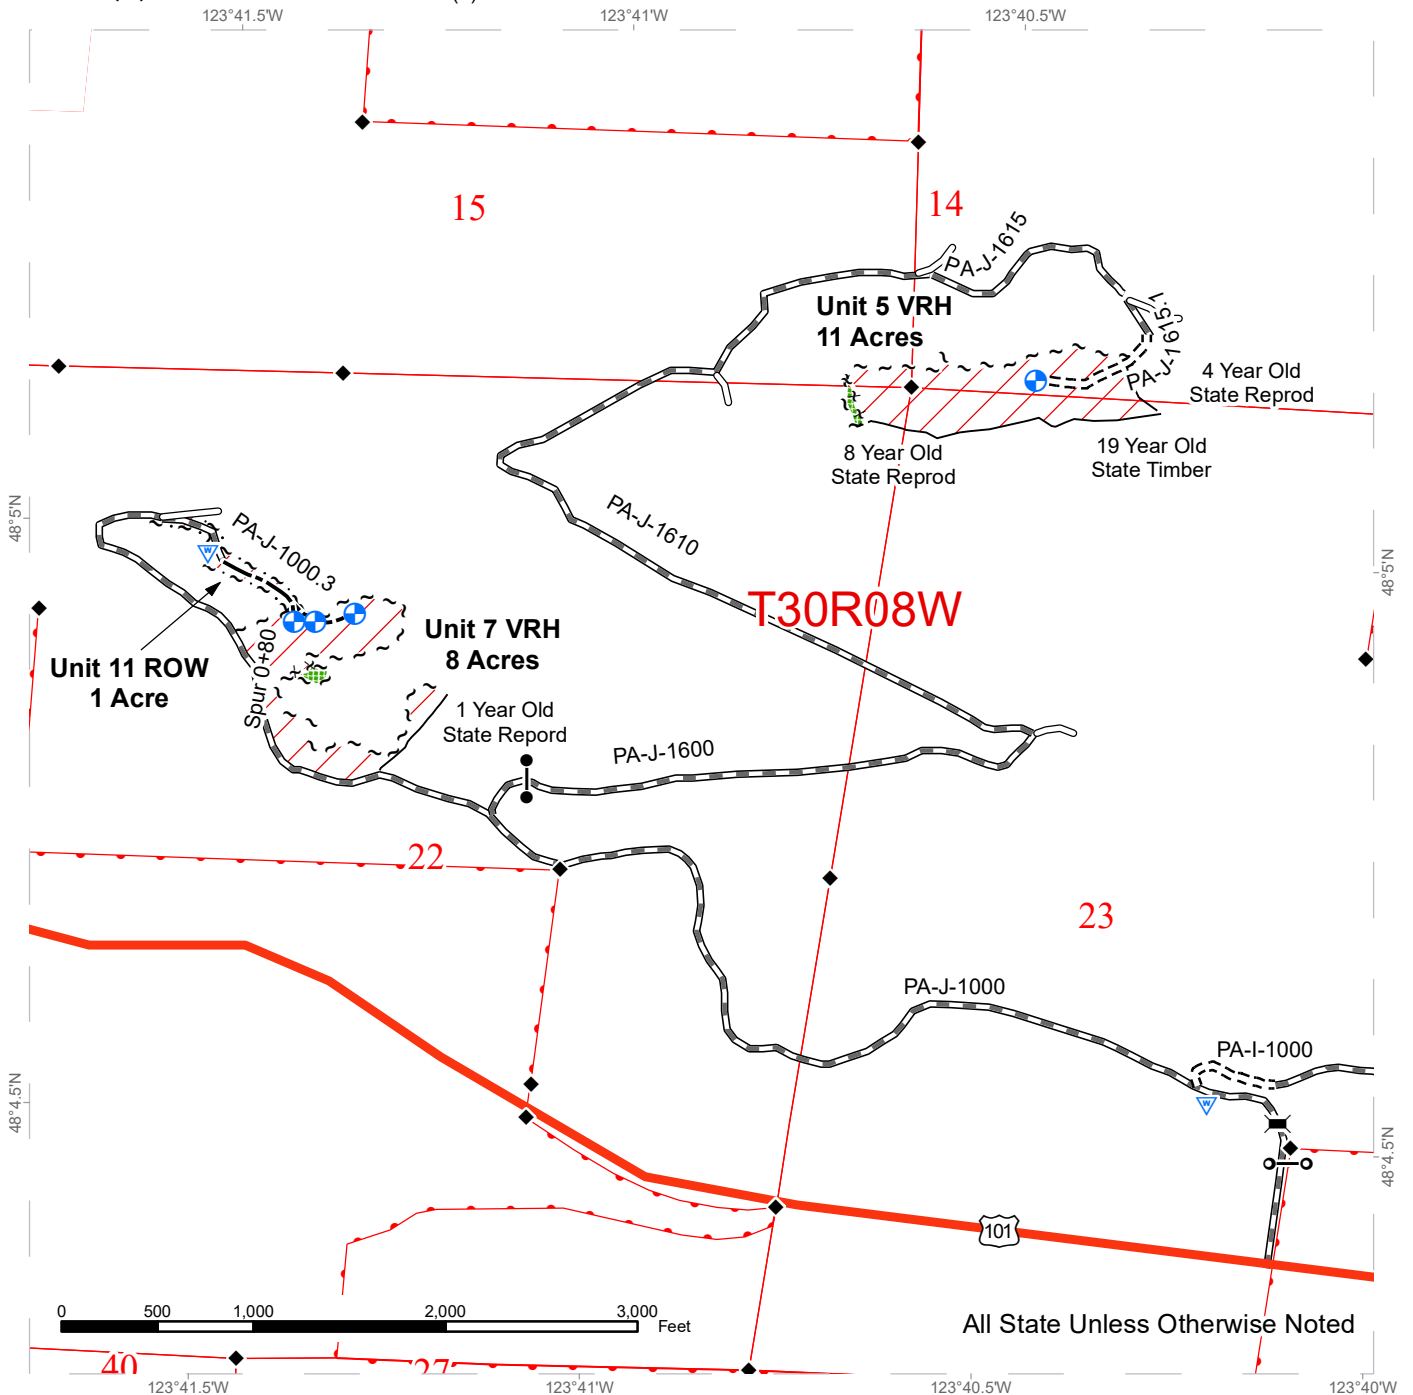 123°41.5'W
123°41'W
123°40.5'W
15
14
PA-J-1615
Unit 5 VRH
11 Acres
PA-J-1615.1
4 Year Old
State Reprod
8 Year Old
State Reprod
19 Year Old
State Timber
48°5'N
48°5'N
PA-J-1000.3
PA-J-1610
T30R08W
Unit 7 VRH
8 Acres
Unit 11 ROW
1 Acre
Spur 0+80
1 Year Old
State Repord
PA-J-1600
22
23
PA-J-1000
PA-I-1000
W
W
48°4.5'N
48°4.5'N
101
0 500 1,000 2,000 3,000
Feet
All State Unless Otherwise Noted
40
27
123°41.5'W
123°41'W
123°40.5'W
123°40'W